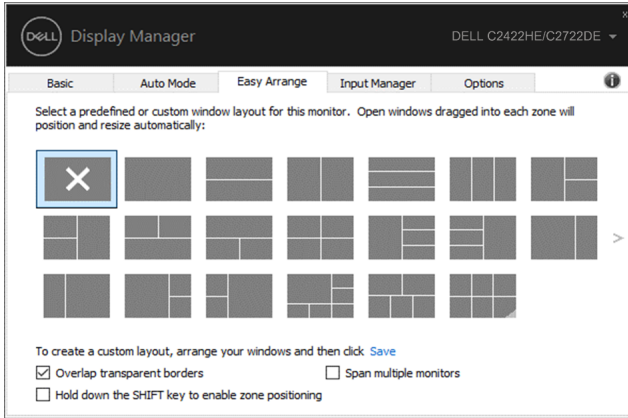 DELL Display Manager
DELL C2422HE/C2722DE
Basic Auto Mode Easy Arrange Input Manager Options
Select a predefined or custom window layout for this monitor. Open windows dragged into each zone will
position and resize automatically:
To create a custom layout, arrange your windows and then click Save
Overlap transparent borders Span multiple monitors
Hold down the SHIFT key to enable zone positioning